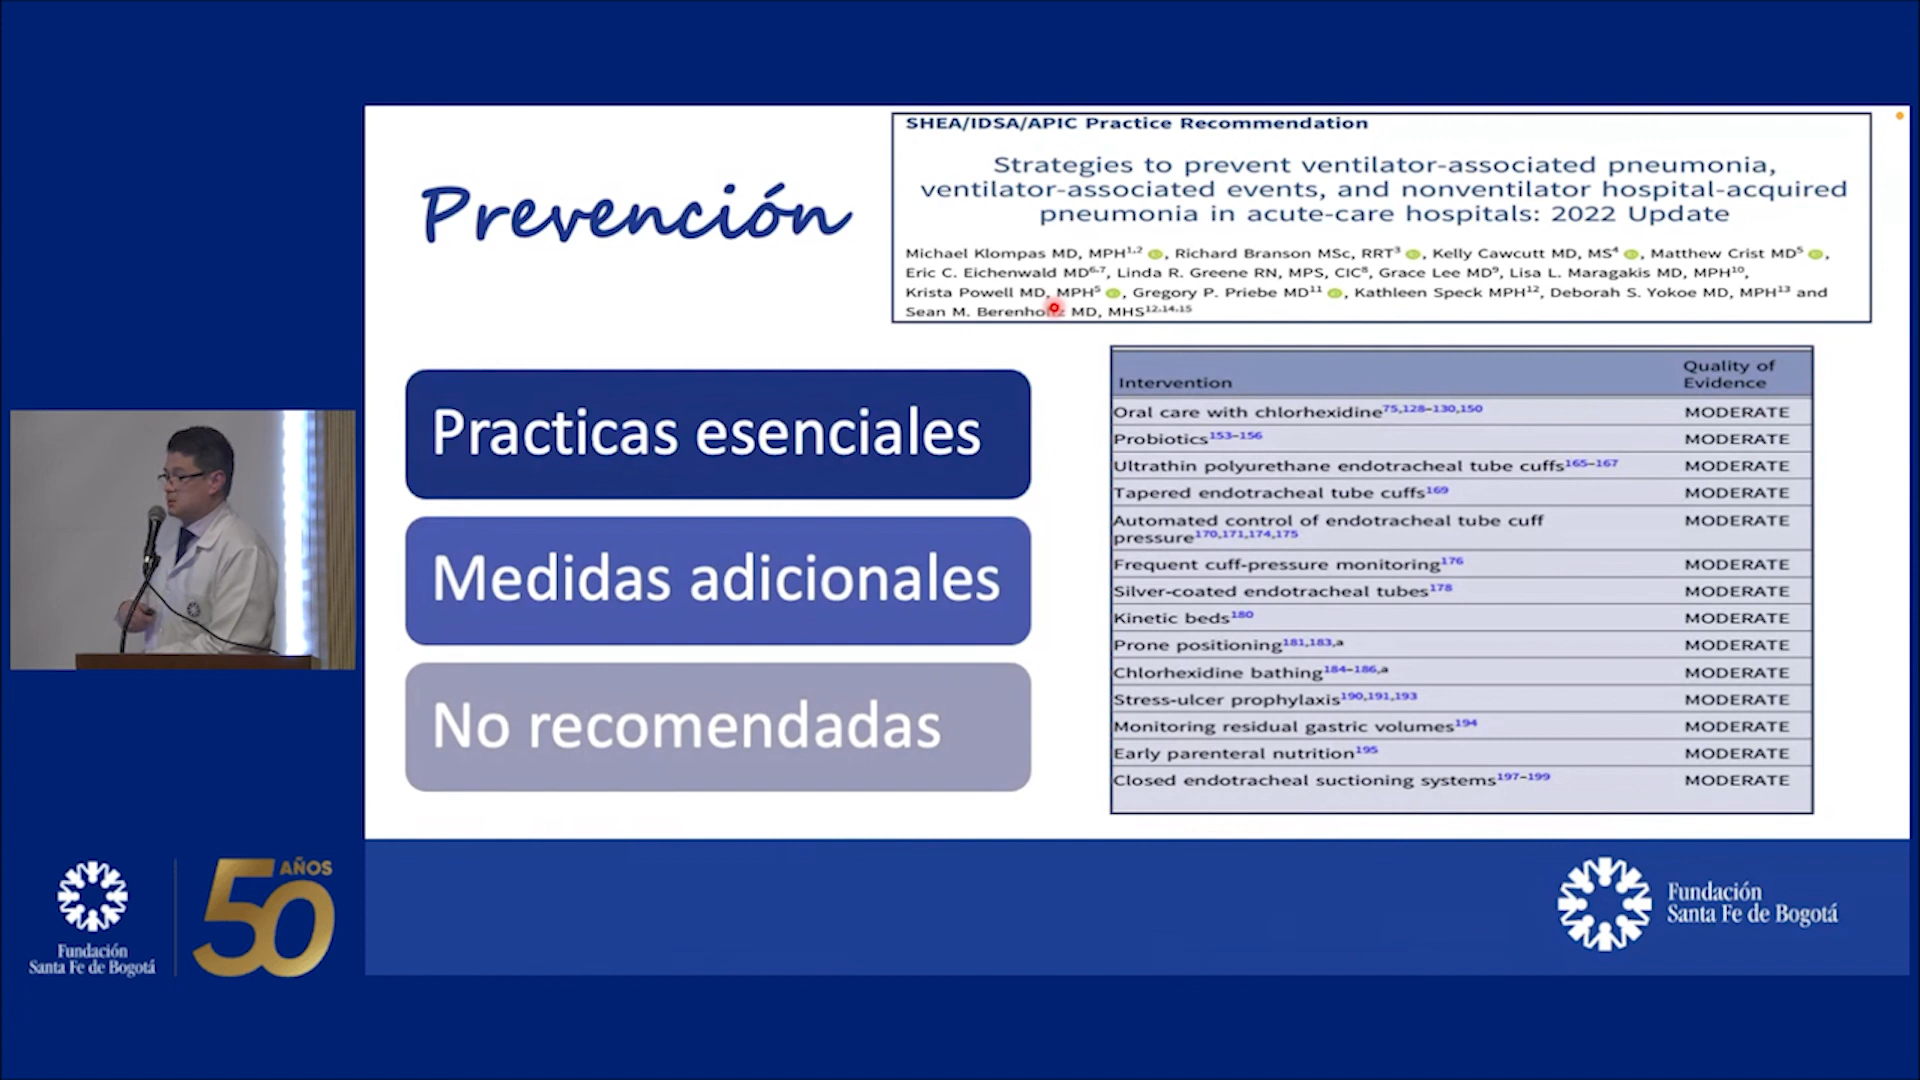 Prevención
SHEA/IDSA/APIC Practice Recommendation
Strategies to prevent ventilator-associated pneumonia,
ventilator-associated events, and nonventilator hospital-acquired
pneumonia in acute-care hospitals: 2022 Update
Michael Klompas MD, MPH1,2, Richard Branson MSc, RRT3, Kelly Cawcutt MD, MS4, Matthew Crist MD5,
Eric C. Eichenwald MD6,7, Linda R. Greene RN, MPS, CIC8, Grace Lee MD9, Lisa L. Maragakis MD, MPH10,
Krista Powell MD, MPH5, Gregory P. Priebe MD11, Kathleen Speck MPH12, Deborah S. Yokoe MD, MPH13 and
Sean M. Berenholtz MD, MHS12,14,15
Practicas esenciales
Medidas adicionales
No recomendadas
Intervention Quality of
Evidence
Oral care with chlorhexidine75,128–130,150 MODERATE
Probiotics153–156 MODERATE
Ultrathin polyurethane endotracheal tube cuffs165–167 MODERATE
Tapered endotracheal tube cuffs169 MODERATE
Automated control of endotracheal tube cuff MODERATE
pressure170,171,174,175
Frequent cuff-pressure monitoring176 MODERATE
Silver-coated endotracheal tubes178 MODERATE
Kinetic beds180 MODERATE
Prone positioning181,183,a MODERATE
Chlorhexidine bathing184–186,a MODERATE
Stress-ulcer prophylaxis190,191,193 MODERATE
Monitoring residual gastric volumes194 MODERATE
Early parenteral nutrition195 MODERATE
Closed endotracheal suctioning systems197–199 MODERATE
Fundación
Santa Fe de Bogotá
50 AÑOS
Fundación
Santa Fe de Bogotá